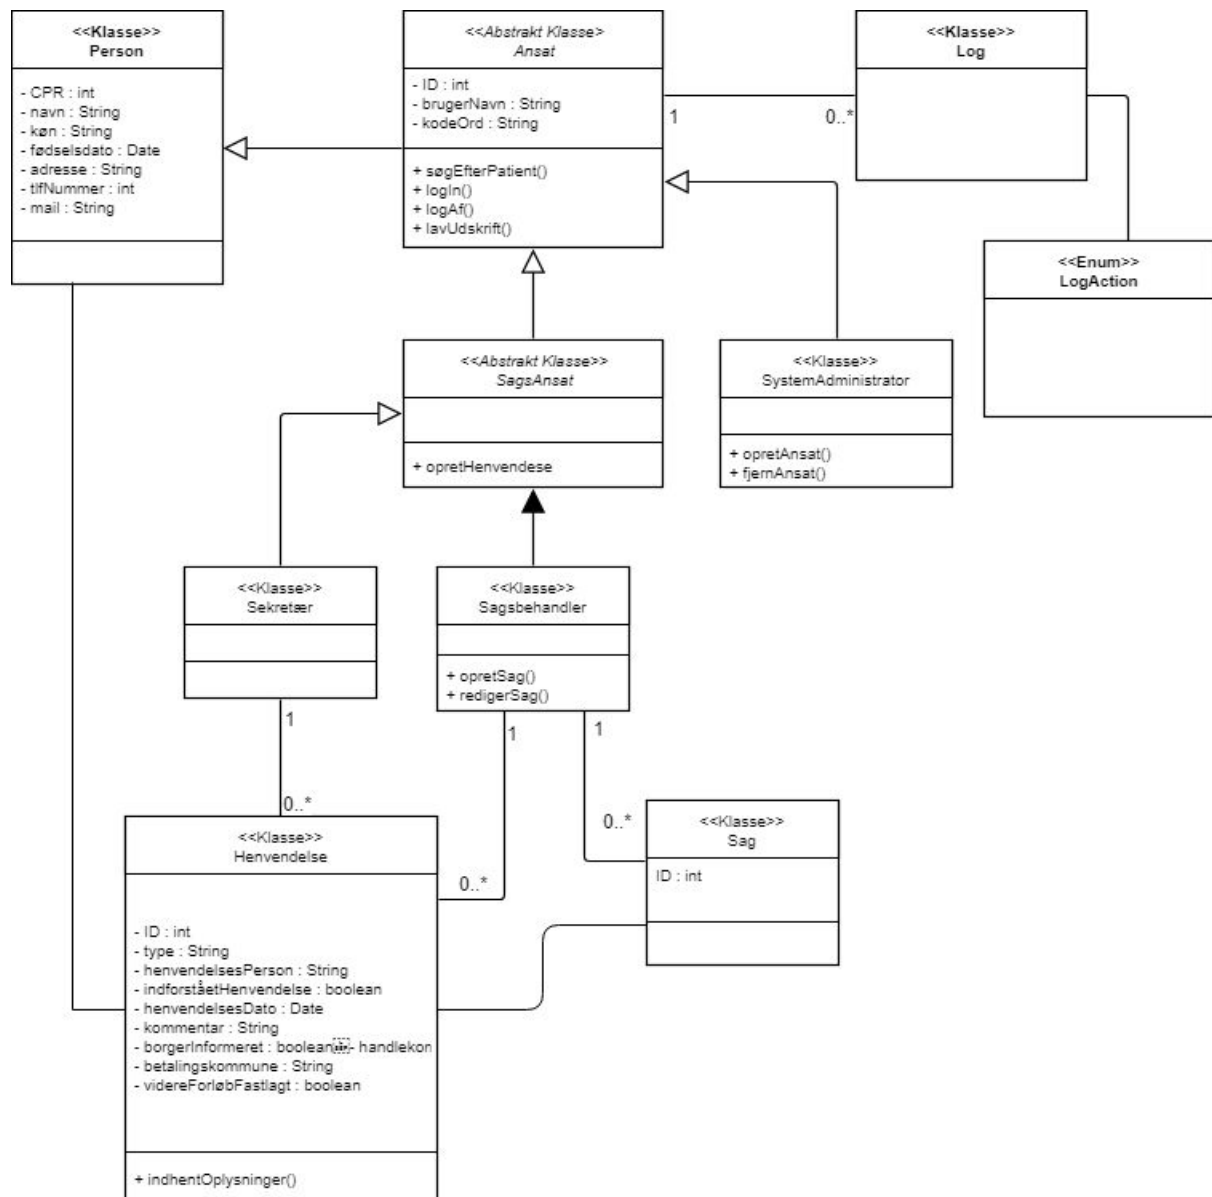 <<Klasse>>
Person
- CPR : int
- navn : String
- køn : String
- fødselsdato : Date
- adresse : String
- tlfNummer : int
- mail : String
<<Abstrakt Klasse>
Ansat
- ID : int
- brugerNavn : String
- kodeOrd : String
+ søgEfterPatient()
+ logIn()
+ logAf()
+ lavUdskrift()
1
0..*
<<Klasse>>
Log
<<Enum>>
LogAction
<<Abstrakt Klasse>>
SagsAnsat
+ opretHenvendese
<<Klasse>>
SystemAdministrator
+ opretAnsat()
+ fjernAnsat()
<<Klasse>>
Sekretær
<<Klasse>>
Sagsbehandler
+ opretSag()
+ redigerSag()
1
1
1
0..*
0..*
0..*
<<Klasse>>
Sag
ID : int
<<Klasse>>
Henvendelse
- ID : int
- type : String
- henvendelsesPerson : String
- indforståetHenvendelse : boolean
- henvendelsesDato : Date
- kommentar : String
- borgerInformeret : boolean - handlekon
- betalingskommune : String
- videreForløbFastlagt : boolean
+ indhentOplysninger()